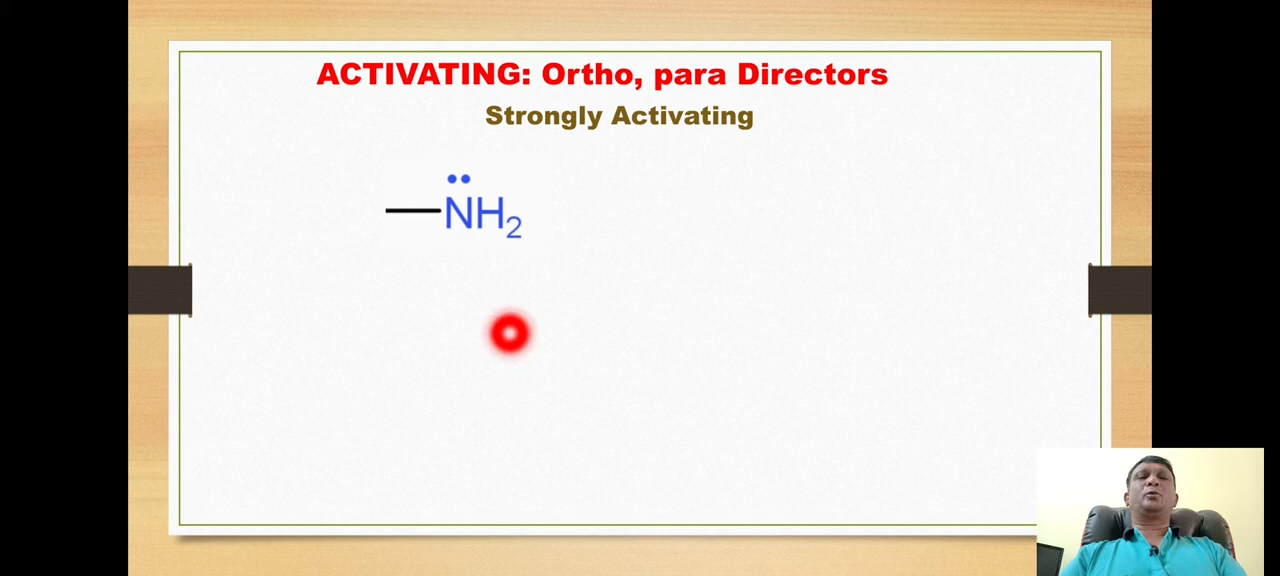 ACTIVATING: Ortho, para Directors
Strongly Activating
NH₂